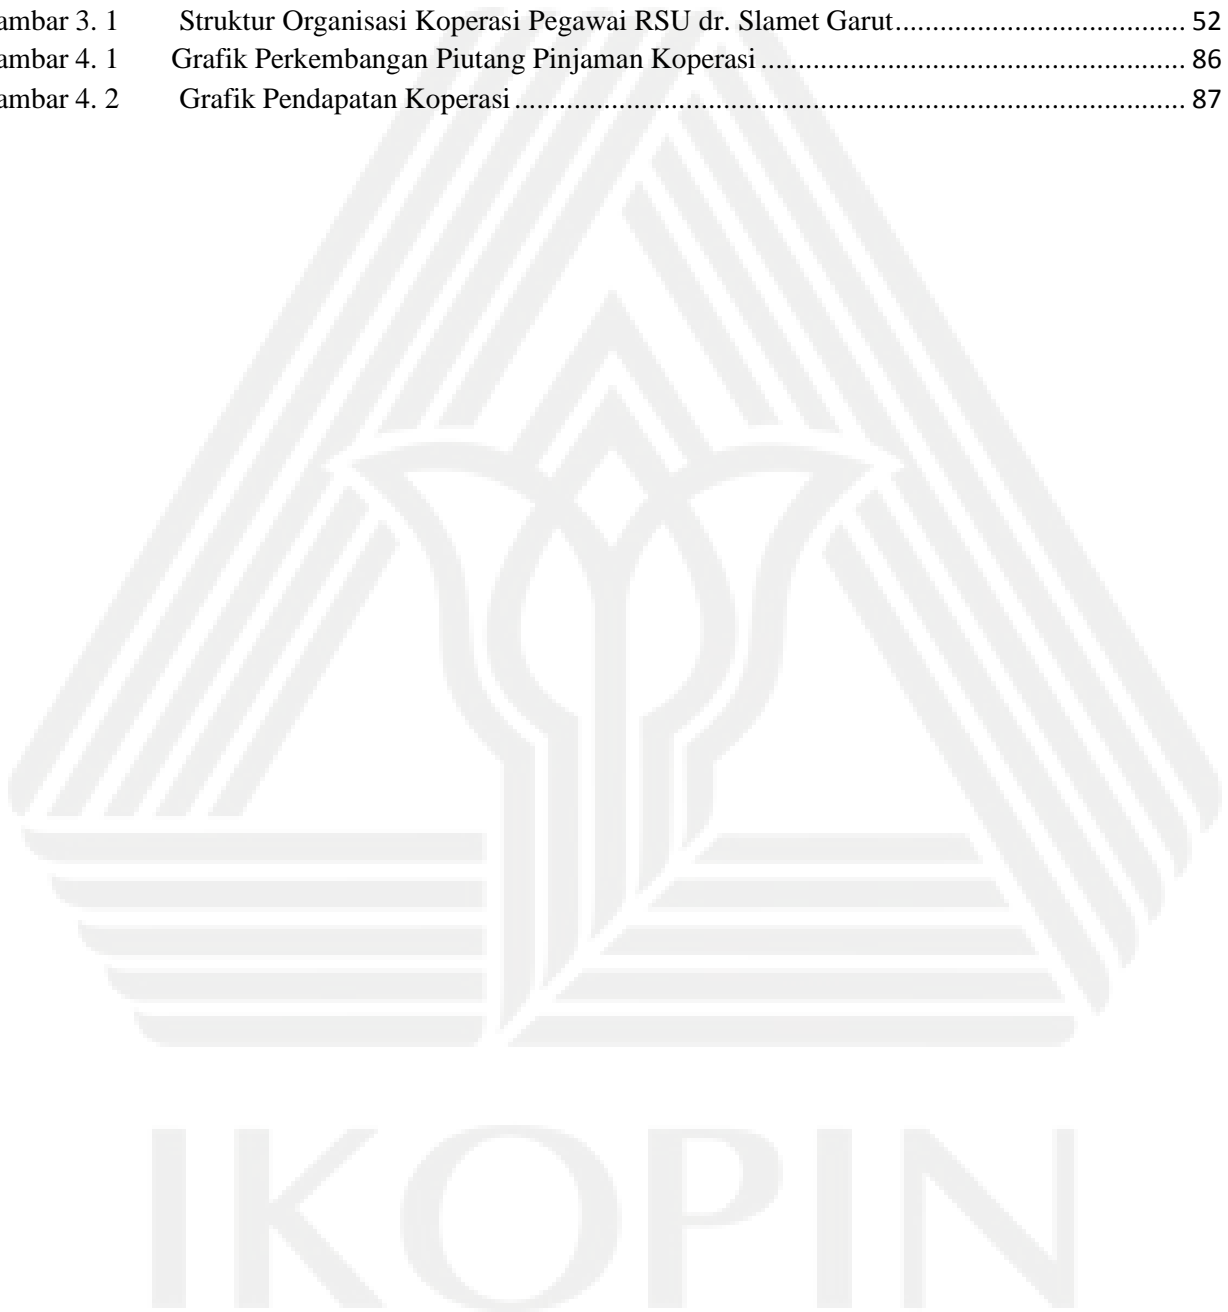 ambar 3. 1 Struktur Organisasi Koperasi Pegawai RSU dr. Slamet Garut....................................... 52
ambar 4. 1 Grafik Perkembangan Piutang Pinjaman Koperasi......................................................... 86
ambar 4. 2 Grafik Pendapatan Koperasi.......................................................................................... 87
IKOPIN